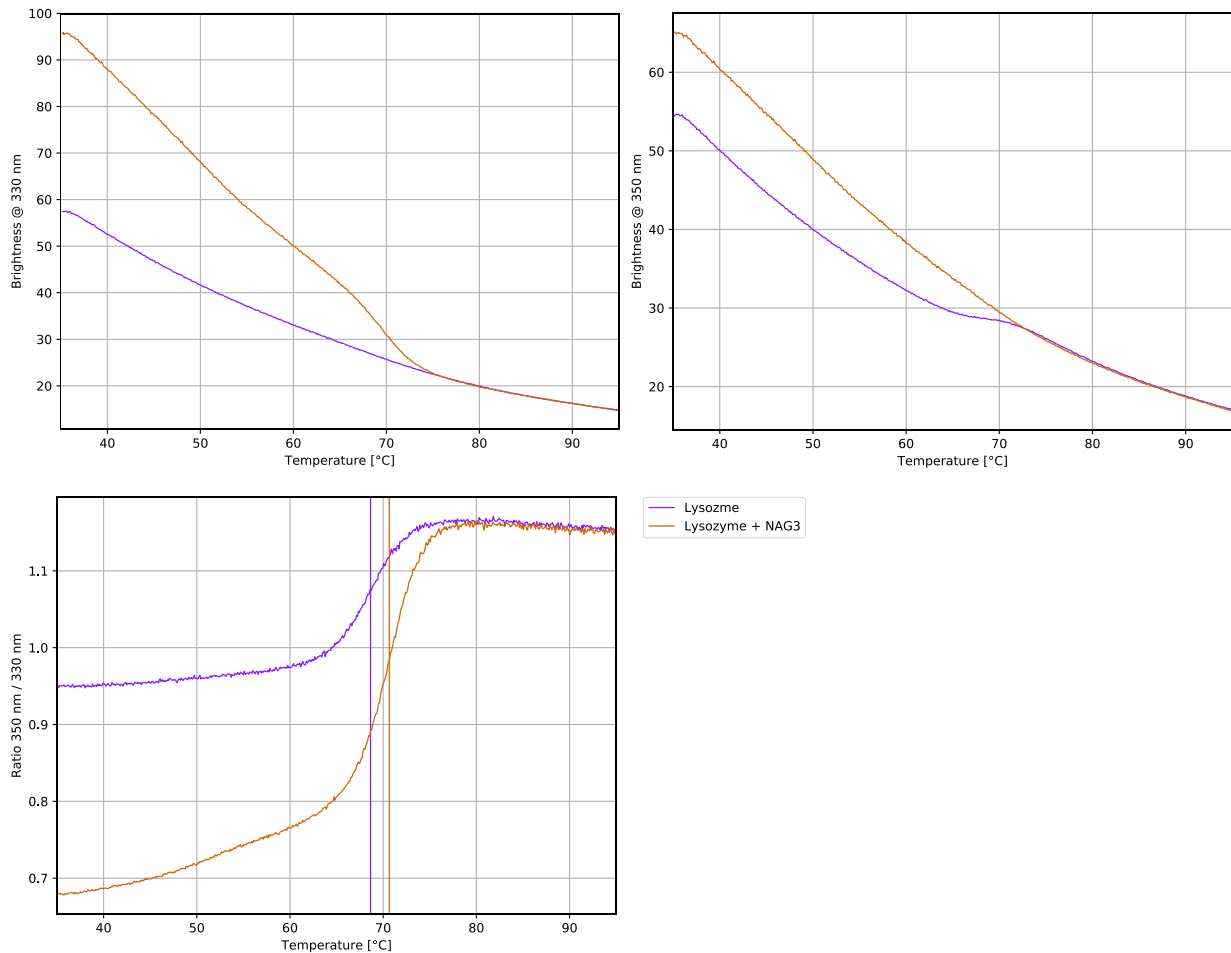 100
90
80
70
60
50
40
30
20
Brightness @ 330 nm
40 50 60 70 80 90
Temperature [°C]
60
50
40
30
20
Brightness @ 350 nm
40 50 60 70 80 90
Temperature [°C]
1.1
1.0
0.9
0.8
0.7
Ratio 350 nm / 330 nm
40 50 60 70 80 90
Temperature [°C]
Lysozme
Lysozyme + NAG3